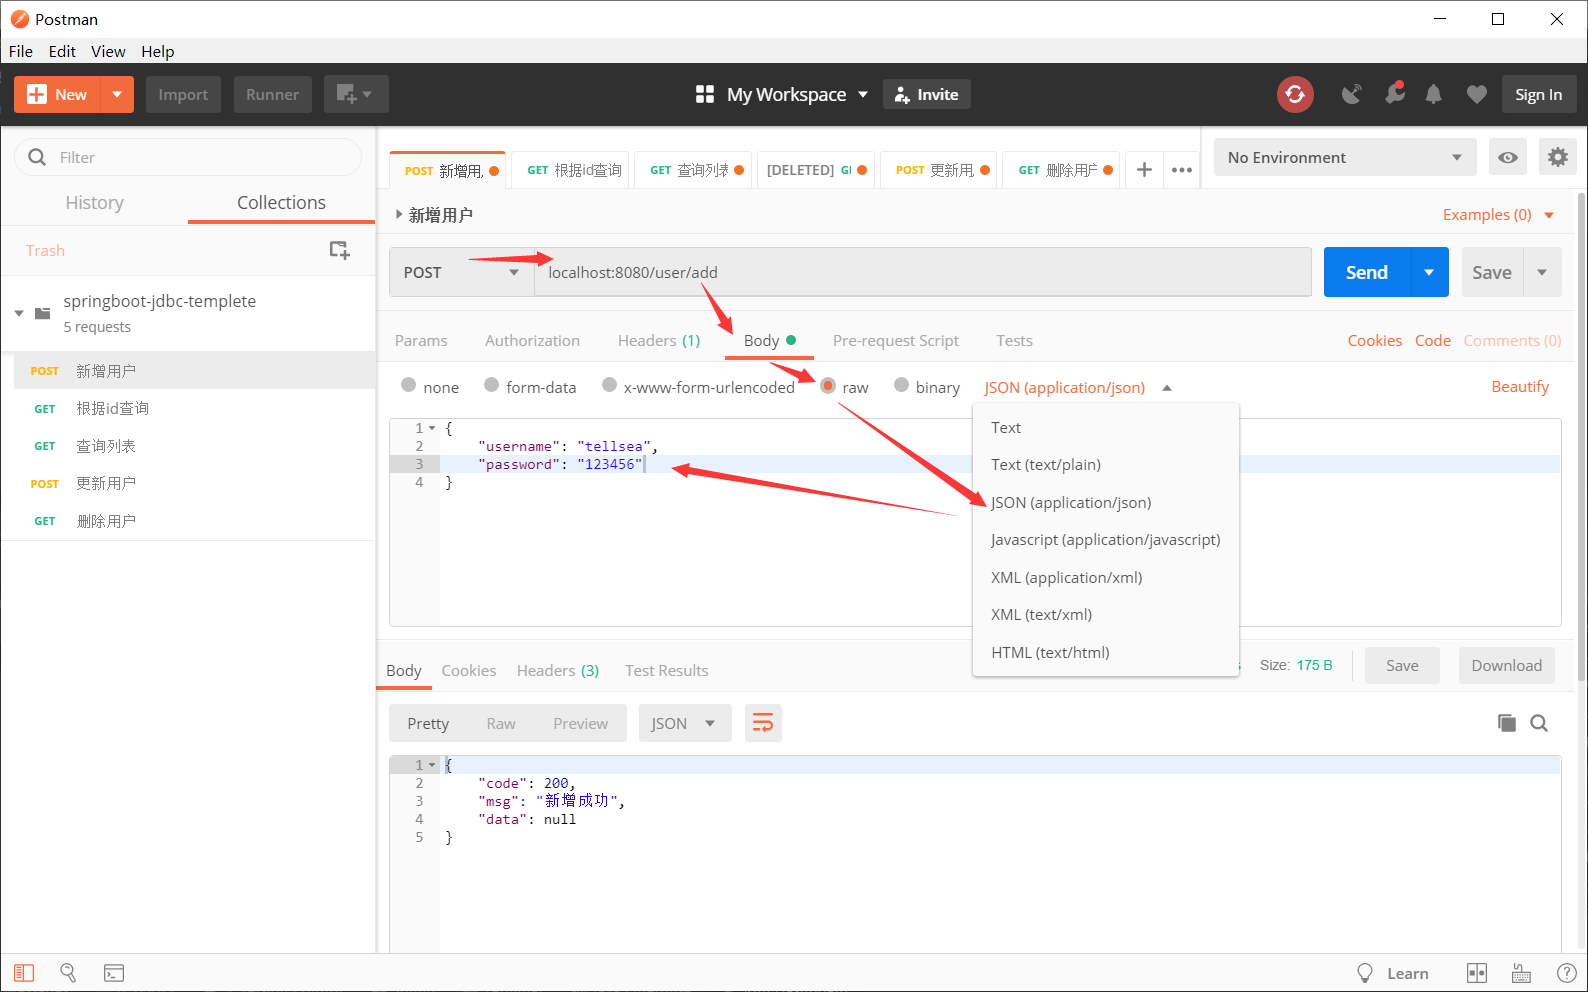 Postman
File Edit View Help
New Import Runner My Workspace Invite Sign In
Filter
History Collections
Trash
springboot-jdbc-templete
5 requests
POST 新增用户
GET 根据id查询
GET 查询列表
POST 更新用户
GET 删除用户
POST 新增用 GET 根据id查询 GET 查询列表 [DELETED] GI POST 更新用 GET 删除用户 No Environment
新增用户 Examples (0)
POST localhost:8080/user/add Send Save
Params Authorization Headers (1) Body Pre-request Script Tests Cookies Code Comments (0)
none form-data x-www-form-urlencoded raw binary JSON (application/json) Beautify
1 {
2 "username": "tellsea",
3 "password": "123456"
4 }
Text
Text (text/plain)
JSON (application/json)
Javascript (application/javascript)
XML (application/xml)
XML (text/xml)
HTML (text/html)
Body Cookies Headers (3) Test Results Size: 175 B Save Download
Pretty Raw Preview JSON
1 {
2 "code": 200,
3 "msg": "新增成功",
4 "data": null
5 }
Learn